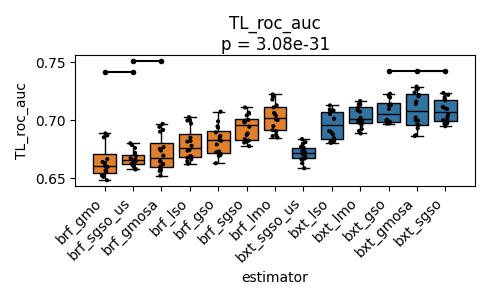 TL_roc_auc
p = 3.08e-31
TL_roc_auc
0.75
0.70
0.65
brf_gmo
brf_sgso_us
brf_gmosa
brf_lso
brf_gso
brf_sgso
brf_lmo
bxt_sgso_us
bxt_lso
bxt_lmo
bxt_gso
bxt_gmosa
bxt_sgso
estimator